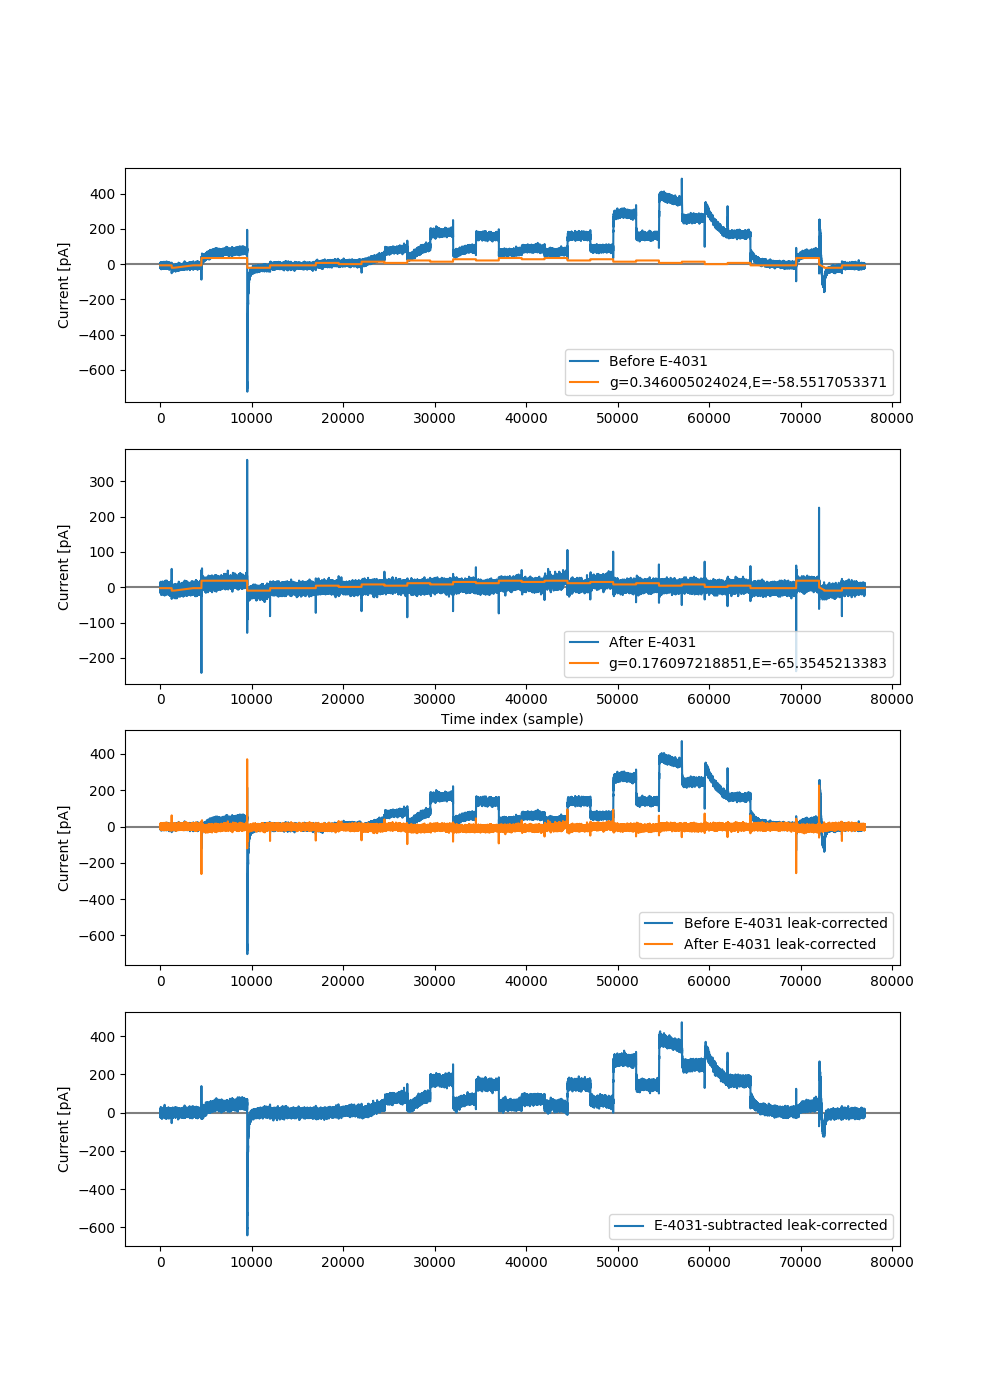 400
200
0
−200
−400
−600
Current [pA]
Before E-4031
g=0.346005024024,E=-58.5517053371
0 10000 20000 30000 40000 50000 60000 70000 80000
300
200
100
0
−100
−200
Current [pA]
After E-4031
g=0.176097218851,E=-65.3545213383
0 10000 20000 30000 40000 50000 60000 70000 80000
Time index (sample)
400
200
0
−200
−400
−600
Current [pA]
Before E-4031 leak-corrected
After E-4031 leak-corrected
0 10000 20000 30000 40000 50000 60000 70000 80000
400
200
0
−200
−400
−600
Current [pA]
E-4031-subtracted leak-corrected
0 10000 20000 30000 40000 50000 60000 70000 80000